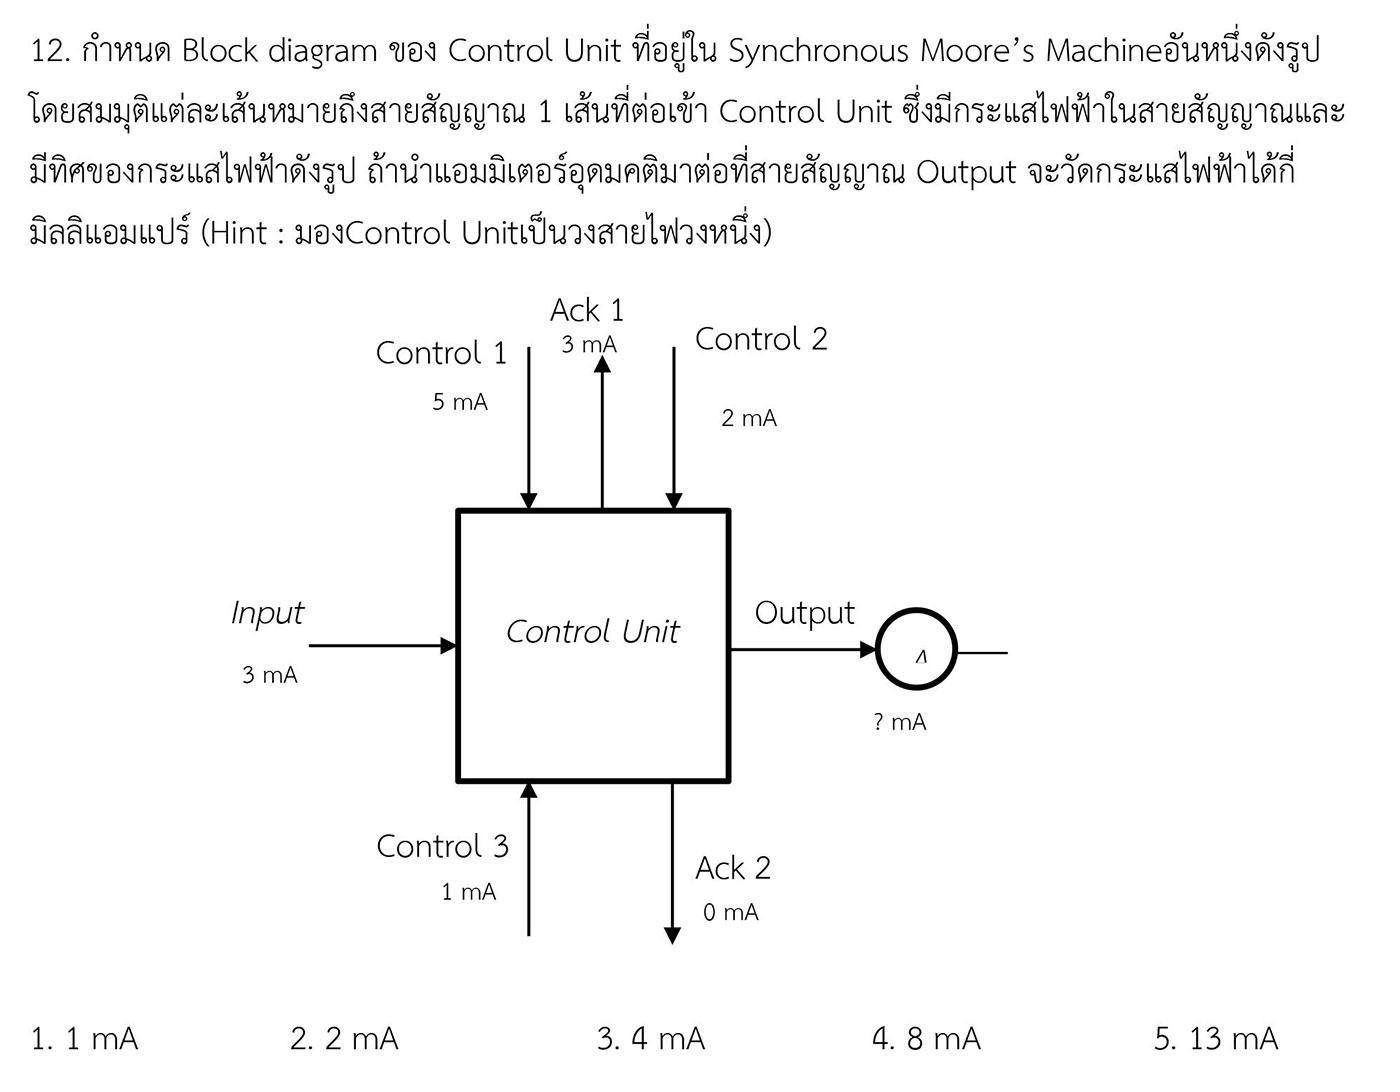 12. กำหนด Block diagram ของ Control Unit ที่อยู่ใน Synchronous Moore’s Machineอันหนึ่งดังรูป
โดยสมมุติแต่ละเส้นหมายถึงสายสัญญาณ 1 เส้นที่ต่อเข้า Control Unit ซึ่งมีกระแสไฟฟ้าในสายสัญญาณและ
มีทิศของกระแสไฟฟ้าดังรูป ถ้านำแอมมิเตอร์อุดมคติมาต่อที่สายสัญญาณ Output จะวัดกระแสไฟฟ้าได้กี่
มิลลิแอมแปร์ (Hint : มองControl Unitเป็นวงสายไฟวงหนึ่ง)
Ack 1
3 mA
Control 1
5 mA
Control 2
2 mA
Input
3 mA
Control Unit
Output
? mA
Control 3
1 mA
Ack 2
0 mA
1. 1 mA 2. 2 mA 3. 4 mA 4. 8 mA 5. 13 mA